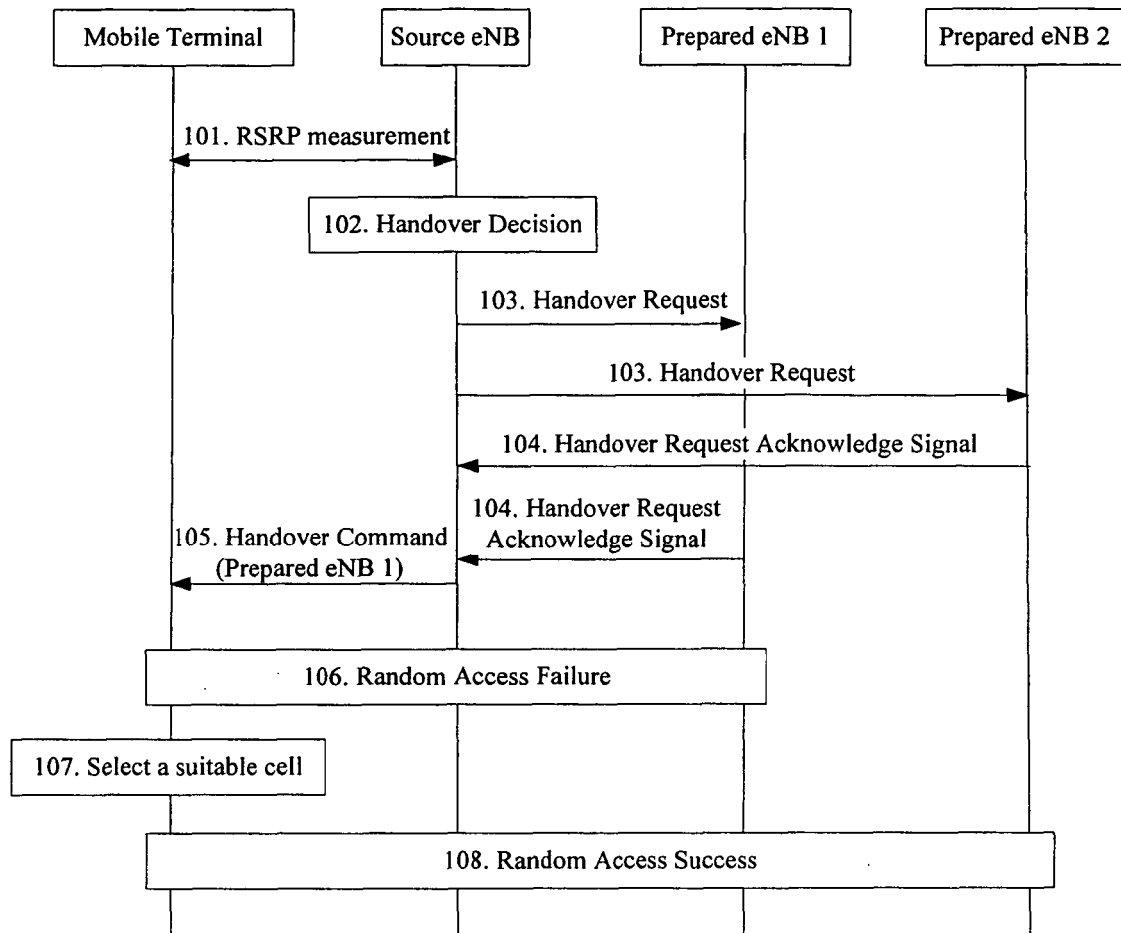 Mobile Terminal
Source eNB
Prepared eNB 1
Prepared eNB 2
101. RSRP measurement
102. Handover Decision
103. Handover Request
103. Handover Request
104. Handover Request Acknowledge Signal
104. Handover Request
Acknowledge Signal
105. Handover Command
(Prepared eNB 1)
106. Random Access Failure
107. Select a suitable cell
108. Random Access Success